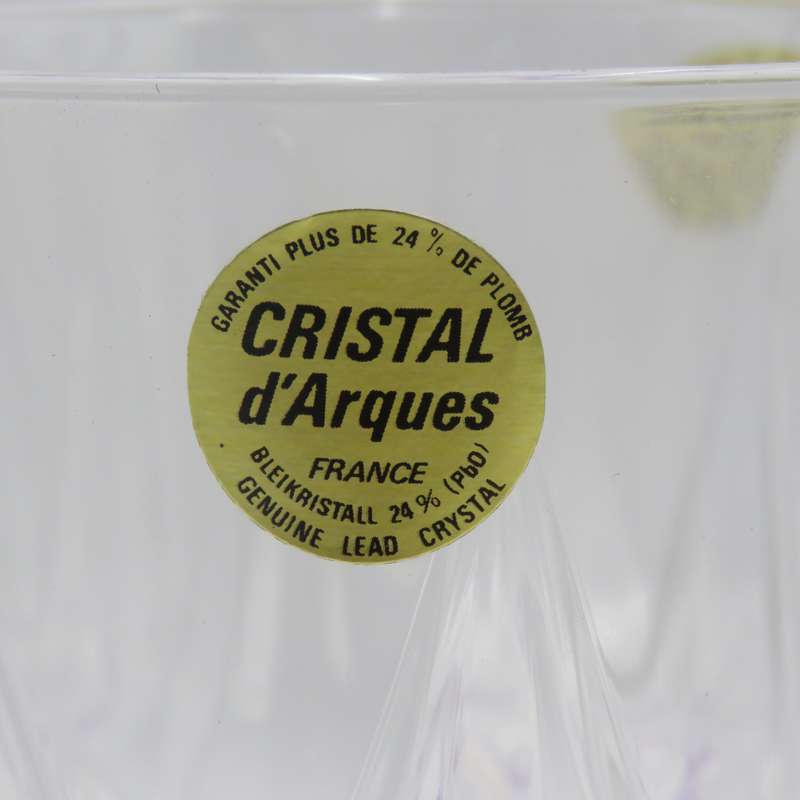 GARANTI PLUS DE 24 % DE PLOMB
CRISTAL
d'Arques
FRANCE
BLEIKRISTALL 24 % (PbO)
GENUINE LEAD CRYSTAL